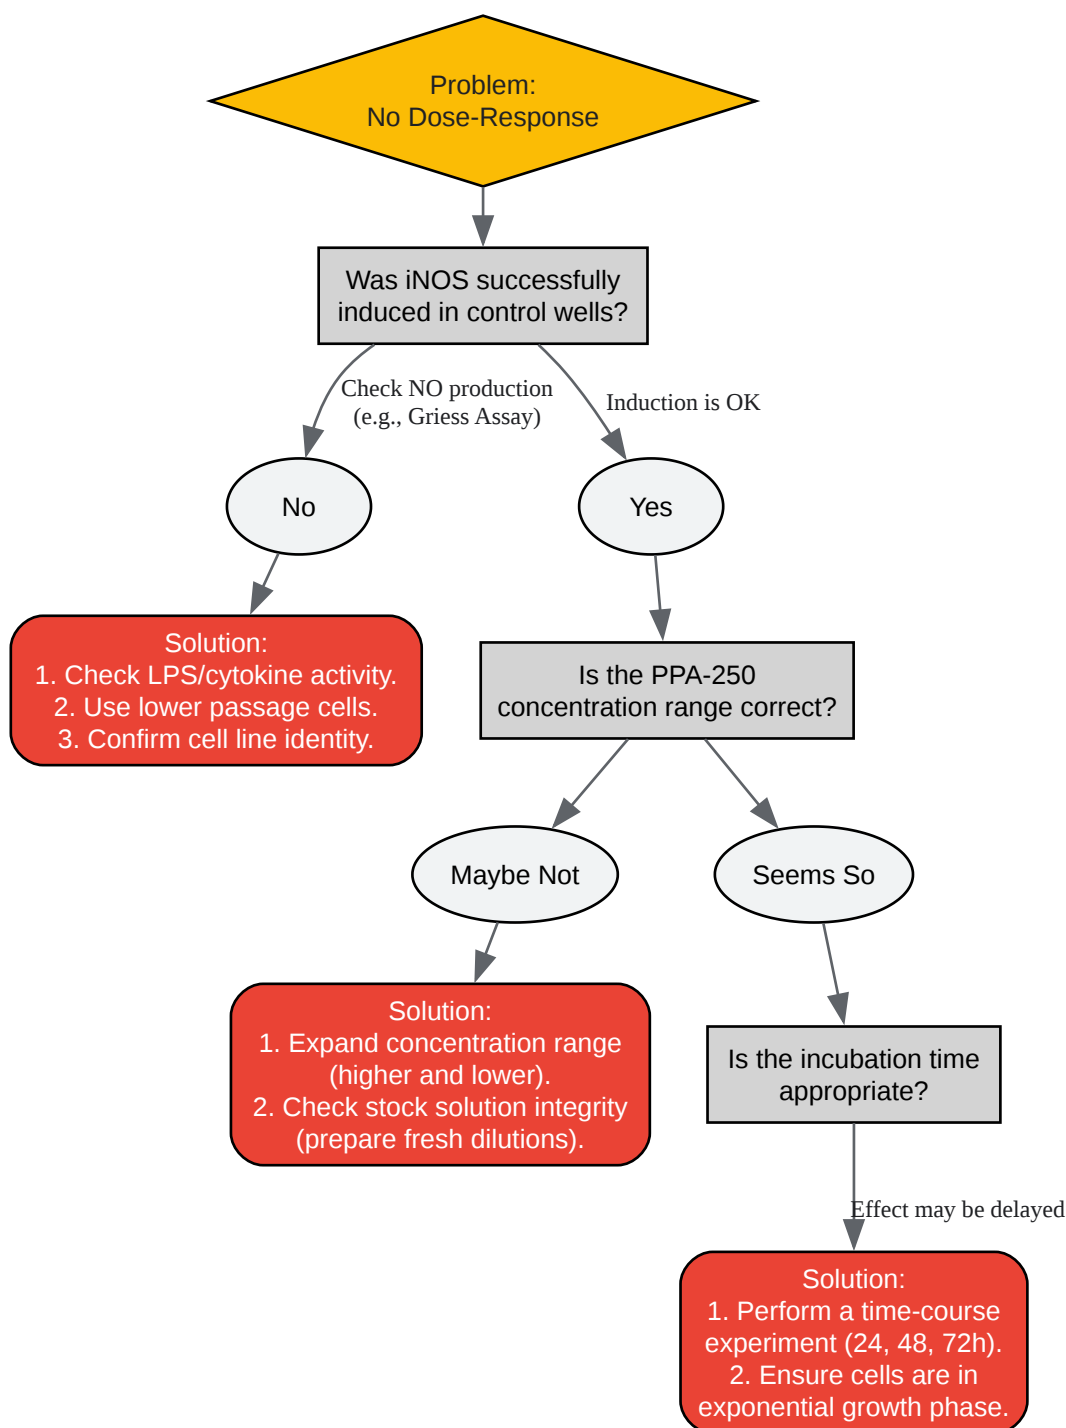 Problem:
No Dose-Response
Was iNOS successfully
induced in control wells?
Check NO production
(e.g., Griess Assay)
Induction is OK
No
Yes
Solution:
1. Check LPS/cytokine activity.
2. Use lower passage cells.
3. Confirm cell line identity.
Is the PPA-250
concentration range correct?
Maybe Not
Seems So
Solution:
1. Expand concentration range
(higher and lower).
2. Check stock solution integrity
(prepare fresh dilutions).
Is the incubation time
appropriate?
Effect may be delayed
Solution:
1. Perform a time-course
experiment (24, 48, 72h).
2. Ensure cells are in
exponential growth phase.